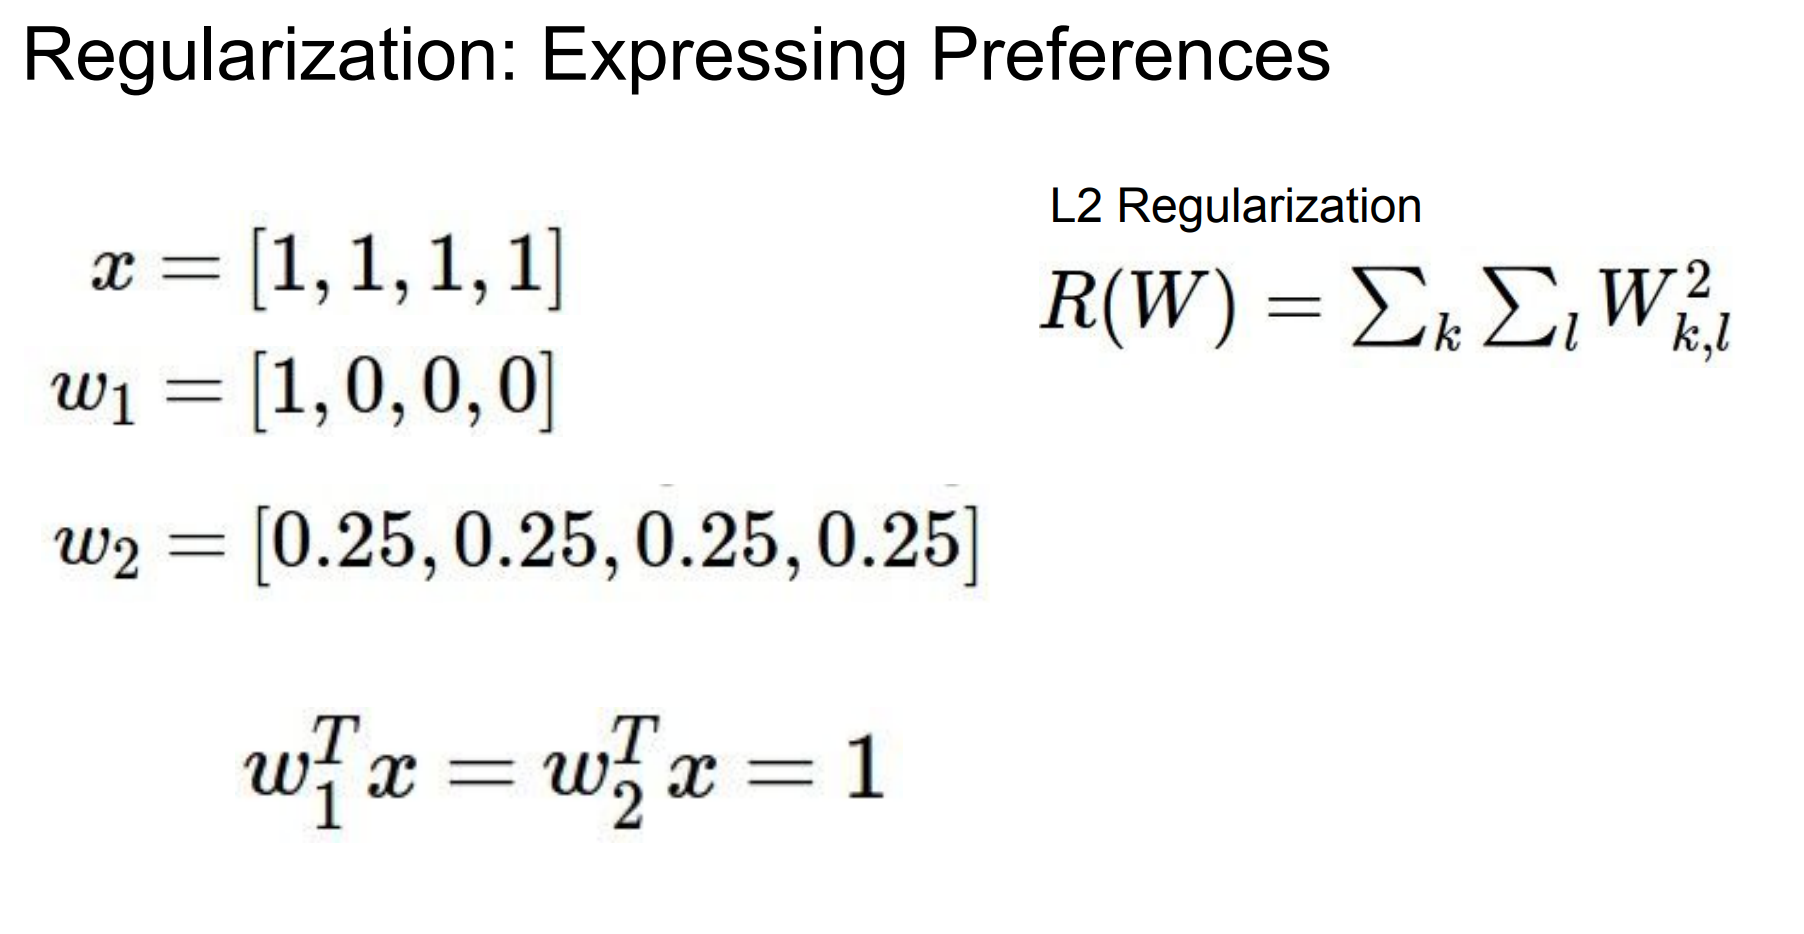 Regularization: Expressing Preferences
x = [1, 1, 1, 1]
L2 Regularization
R(W) = ∑_k ∑_l W_{k,l}^2
w_1 = [1, 0, 0, 0]
w_2 = [0.25, 0.25, 0.25, 0.25]
w_1^T x = w_2^T x = 1